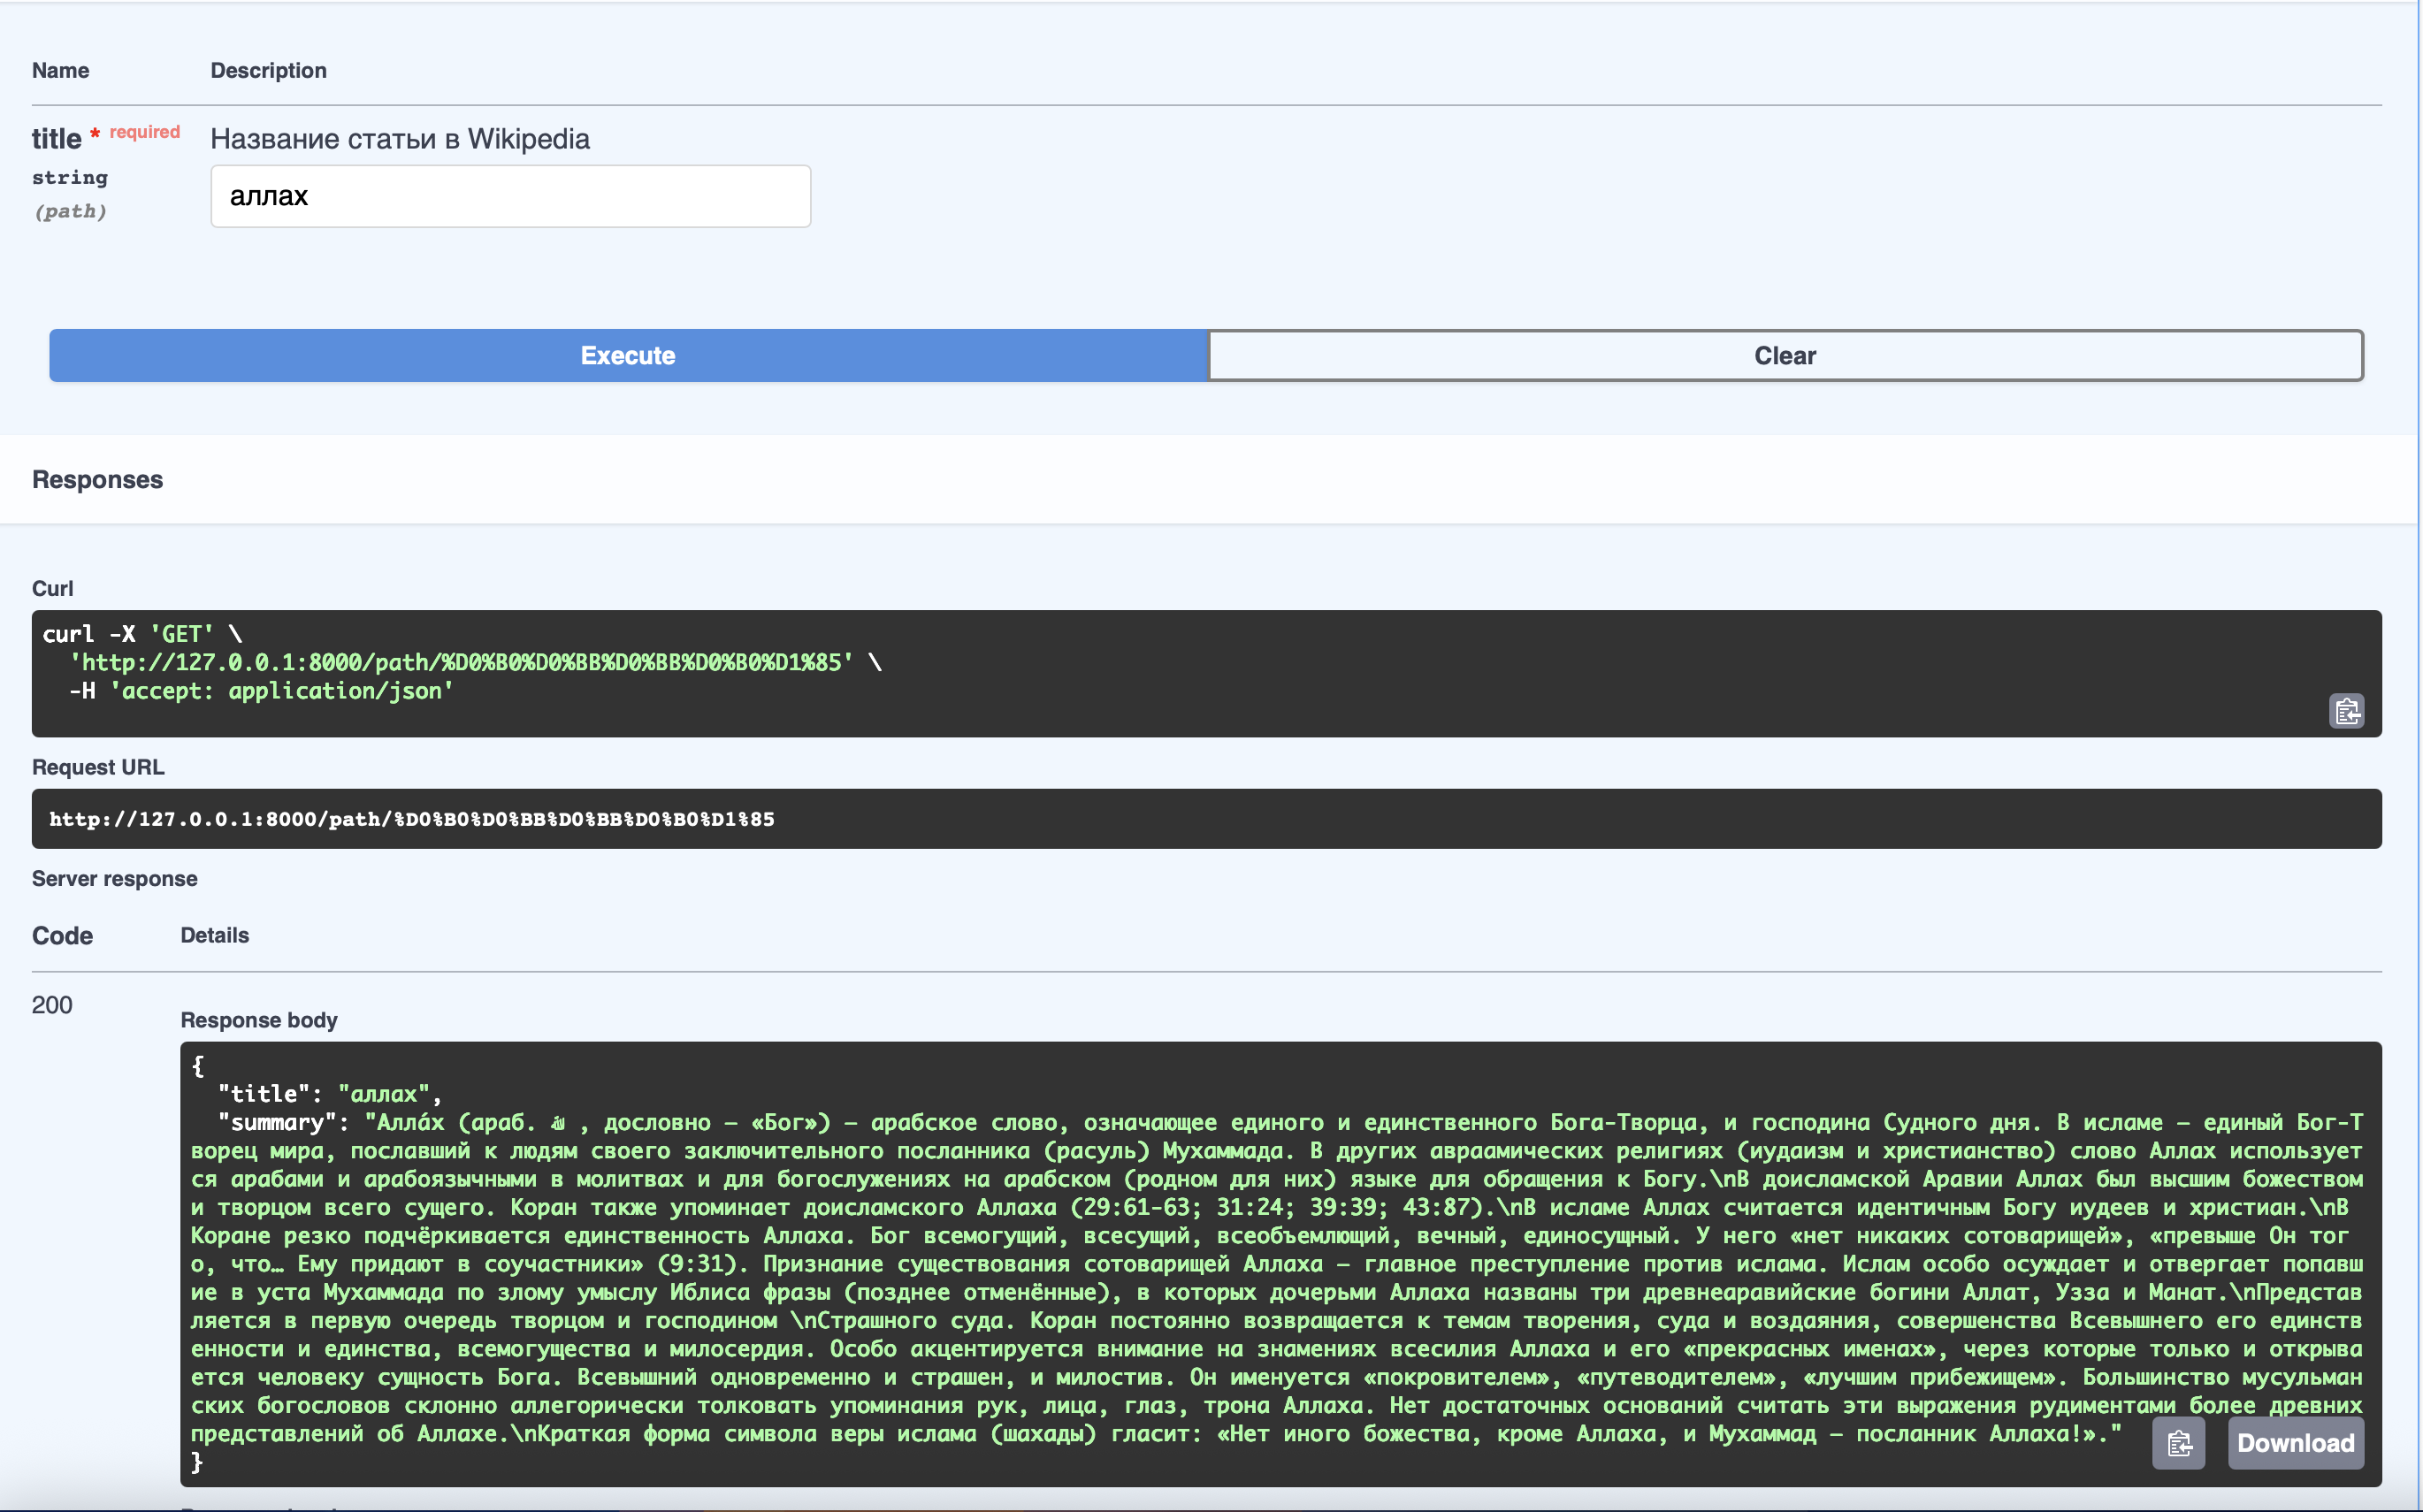 Name Description
title * required Название статьи в Wikipedia
string
(path)
аллах
Execute Clear
Responses
Curl
curl -X 'GET' \
'http://127.0.0.1:8000/path/%D0%B0%D0%BB%D0%BB%D0%B0%D1%85' \
-H 'accept: application/json'
Request URL
http://127.0.0.1:8000/path/%D0%B0%D0%BB%D0%BB%D0%B0%D1%85
Server response
Code Details
200
Response body
{
"title": "аллах",
"summary": "Алла́х (араб. ﷲ , дословно — «Бог») — арабское слово, означающее единого и единственного Бога-Творца, и господина Судного дня. В исламе — единый Бог-Т
ворец мира, пославший к людям своего заключительного посланника (расуль) Мухаммада. В других авраамических религиях (иудаизм и христианство) слово Аллах использует
ся арабами и арабоязычными в молитвах и для богослужениях на арабском (родном для них) языке для обращения к Богу.\nВ доисламской Аравии Аллах был высшим божеством
и творцом всего сущего. Коран также упоминает доисламского Аллаха (29:61-63; 31:24; 39:39; 43:87).\nВ исламе Аллах считается идентичным Богу иудеев и христиан.\nВ
Коране резко подчёркивается единственность Аллаха. Бог всемогущий, всесущий, всеобъемлющий, вечный, единосущный. У него «нет никаких сотоварищей», «превыше Он тог
о, что… Ему придают в соучастники» (9:31). Признание существования сотоварищей Аллаха — главное преступление против ислама. Ислам особо осуждает и отвергает попавш
ие в уста Мухаммада по злому умыслу Иблиса фразы (позднее отменённые), в которых дочерьми Аллаха названы три древнеаравийские богини Аллат, Узза и Манат.\nПредстав
ляется в первую очередь творцом и господином \nСтрашного суда. Коран постоянно возвращается к темам творения, суда и воздаяния, совершенства Всевышнего его единств
енности и единства, всемогущества и милосердия. Особо акцентируется внимание на знамениях всесилия Аллаха и его «прекрасных именах», через которые только и открыва
ется человеку сущность Бога. Всевышний одновременно и страшен, и милостив. Он именуется «покровителем», «путеводителем», «лучшим прибежищем». Большинство мусульман
ских богословов склонно аллегорически толковать упоминания рук, лица, глаз, трона Аллаха. Нет достаточных оснований считать эти выражения рудиментами более древних
представлений об Аллахе.\nКраткая форма символа веры ислама (шахады) гласит: «Нет иного божества, кроме Аллаха, и Мухаммад — посланник Аллаха!»."
}
Download